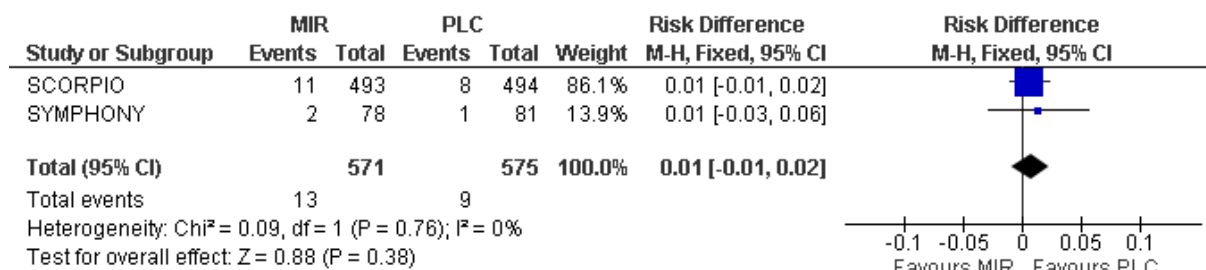 MIR PLC Risk Difference Risk Difference
Study or Subgroup Events Total Events Total Weight M-H, Fixed, 95% CI M-H, Fixed, 95% CI
SCORPIO 11 493 8 494 86.1% 0.01 [-0.01, 0.02]
SYMPHONY 2 78 1 81 13.9% 0.01 [-0.03, 0.06]
Total (95% CI) 571 575 100.0% 0.01 [-0.01, 0.02]
Total events 13 9
Heterogeneity: Chi² = 0.09, df = 1 (P = 0.76); I² = 0%
Test for overall effect: Z = 0.88 (P = 0.38)
-0.1 -0.05 0 0.05 0.1
Favours MIR Favours PLC